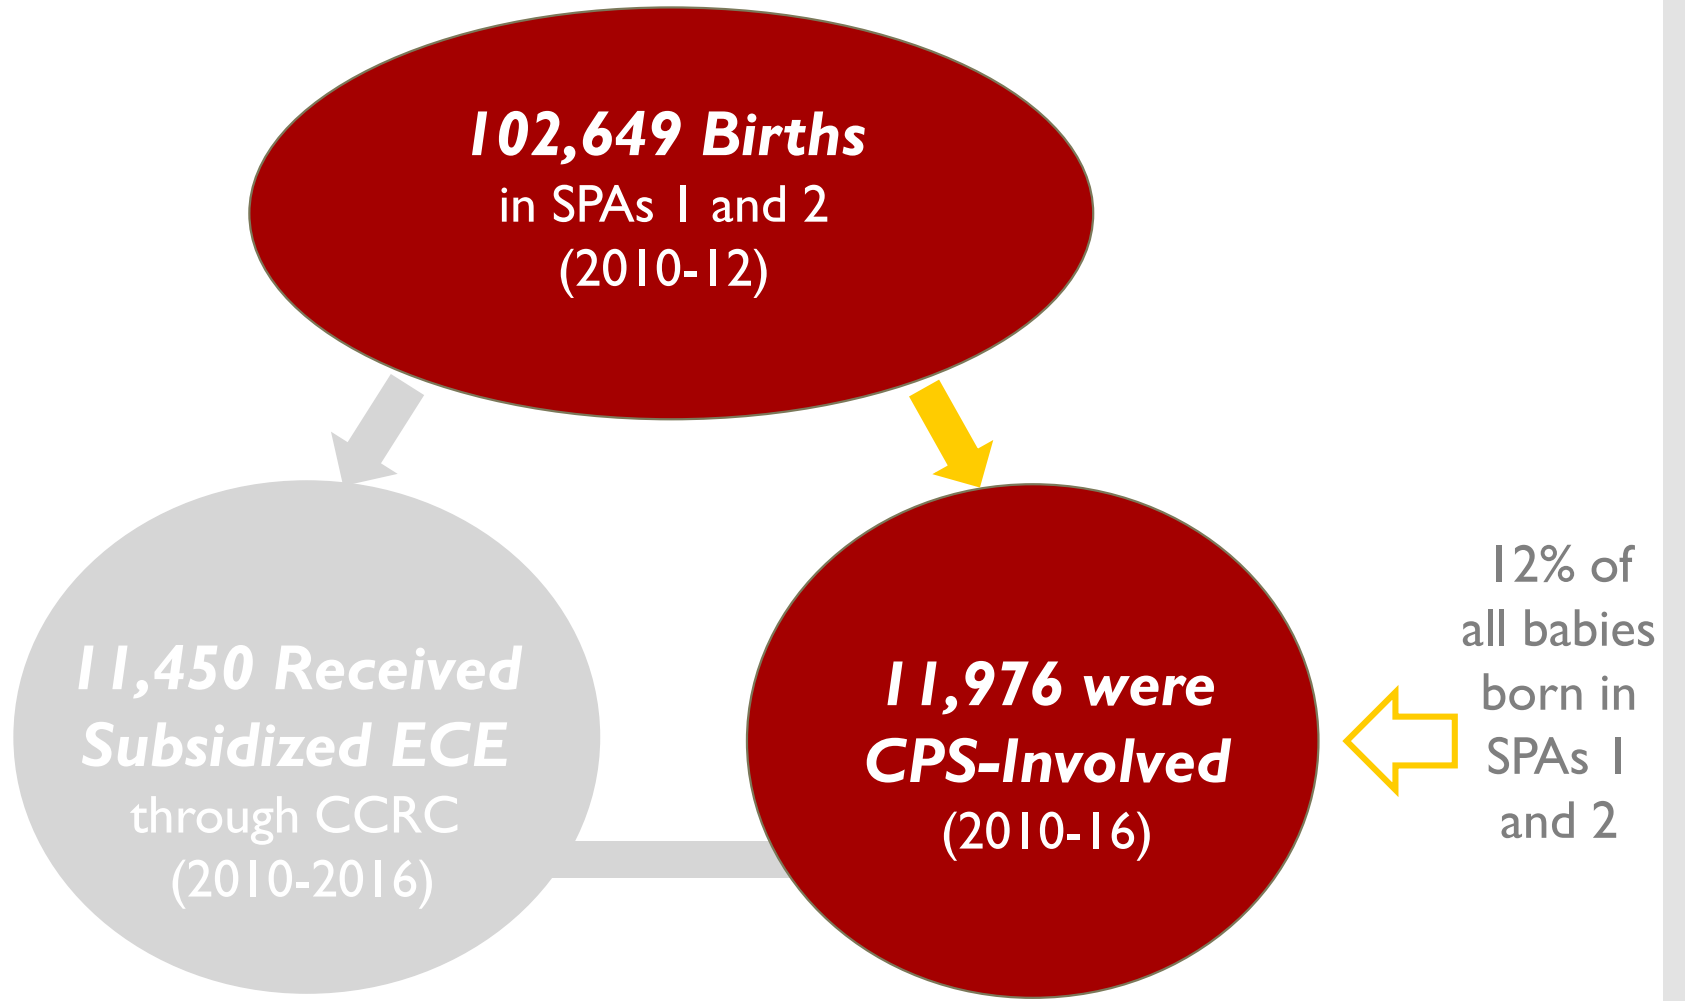 102,649 Births
in SPAs 1 and 2
(2010-12)
11,450 Received
Subsidized ECE
through CCRC
(2010-2016)
11,976 were
CPS-Involved
(2010-16)
12% of
all babies
born in
SPAs 1
and 2